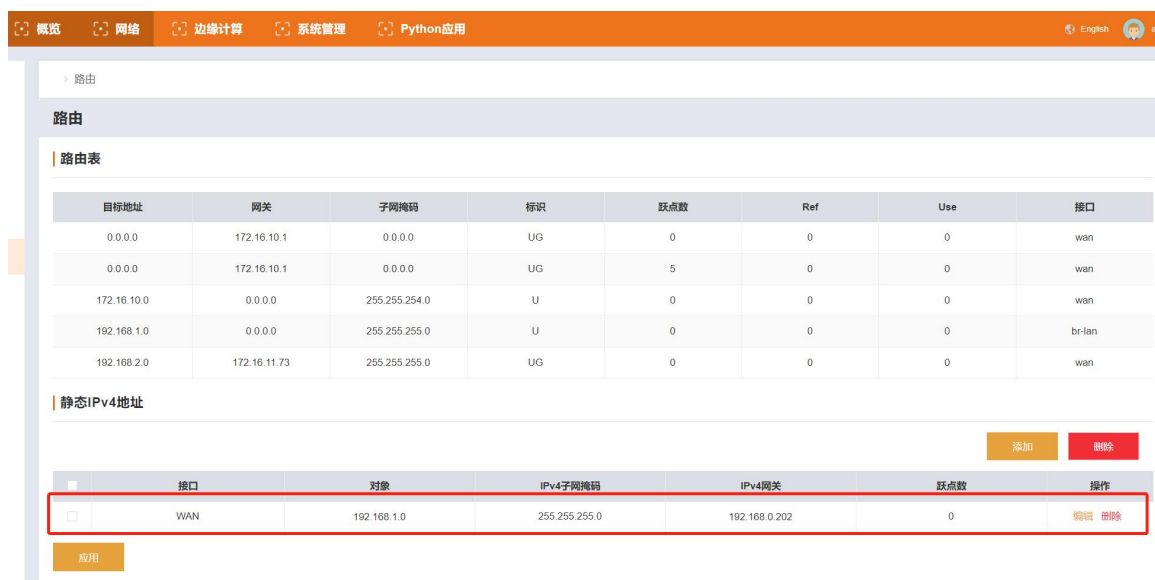 概览 网络 边缘计算 系统管理 Python应用 English a
> 路由
路由
路由表
目标地址 网关 子网掩码 标识 跃点数 Ref Use 接口
0.0.0.0 172.16.10.1 0.0.0.0 UG 0 0 0 wan
0.0.0.0 172.16.10.1 0.0.0.0 UG 5 0 0 wan
172.16.10.0 0.0.0.0 255.255.254.0 U 0 0 0 wan
192.168.1.0 0.0.0.0 255.255.255.0 U 0 0 0 br-lan
192.168.2.0 172.16.11.73 255.255.255.0 UG 0 0 0 wan
静态IPv4地址
添加 删除
接口 对象 IPv4子网掩码 IPv4网关 跃点数 操作
WAN 192.168.1.0 255.255.255.0 192.168.0.202 0 编辑 删除
应用